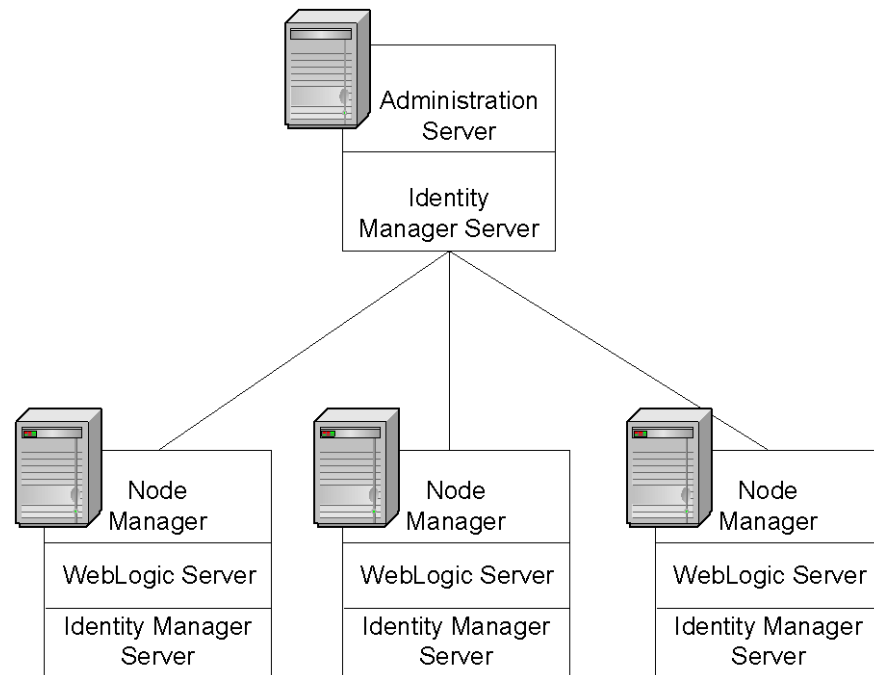 Administration
Server
Identity
Manager Server
Node
Manager
WebLogic Server
Identity Manager
Server
Node
Manager
WebLogic Server
Identity Manager
Server
Node
Manager
WebLogic Server
Identity Manager
Server